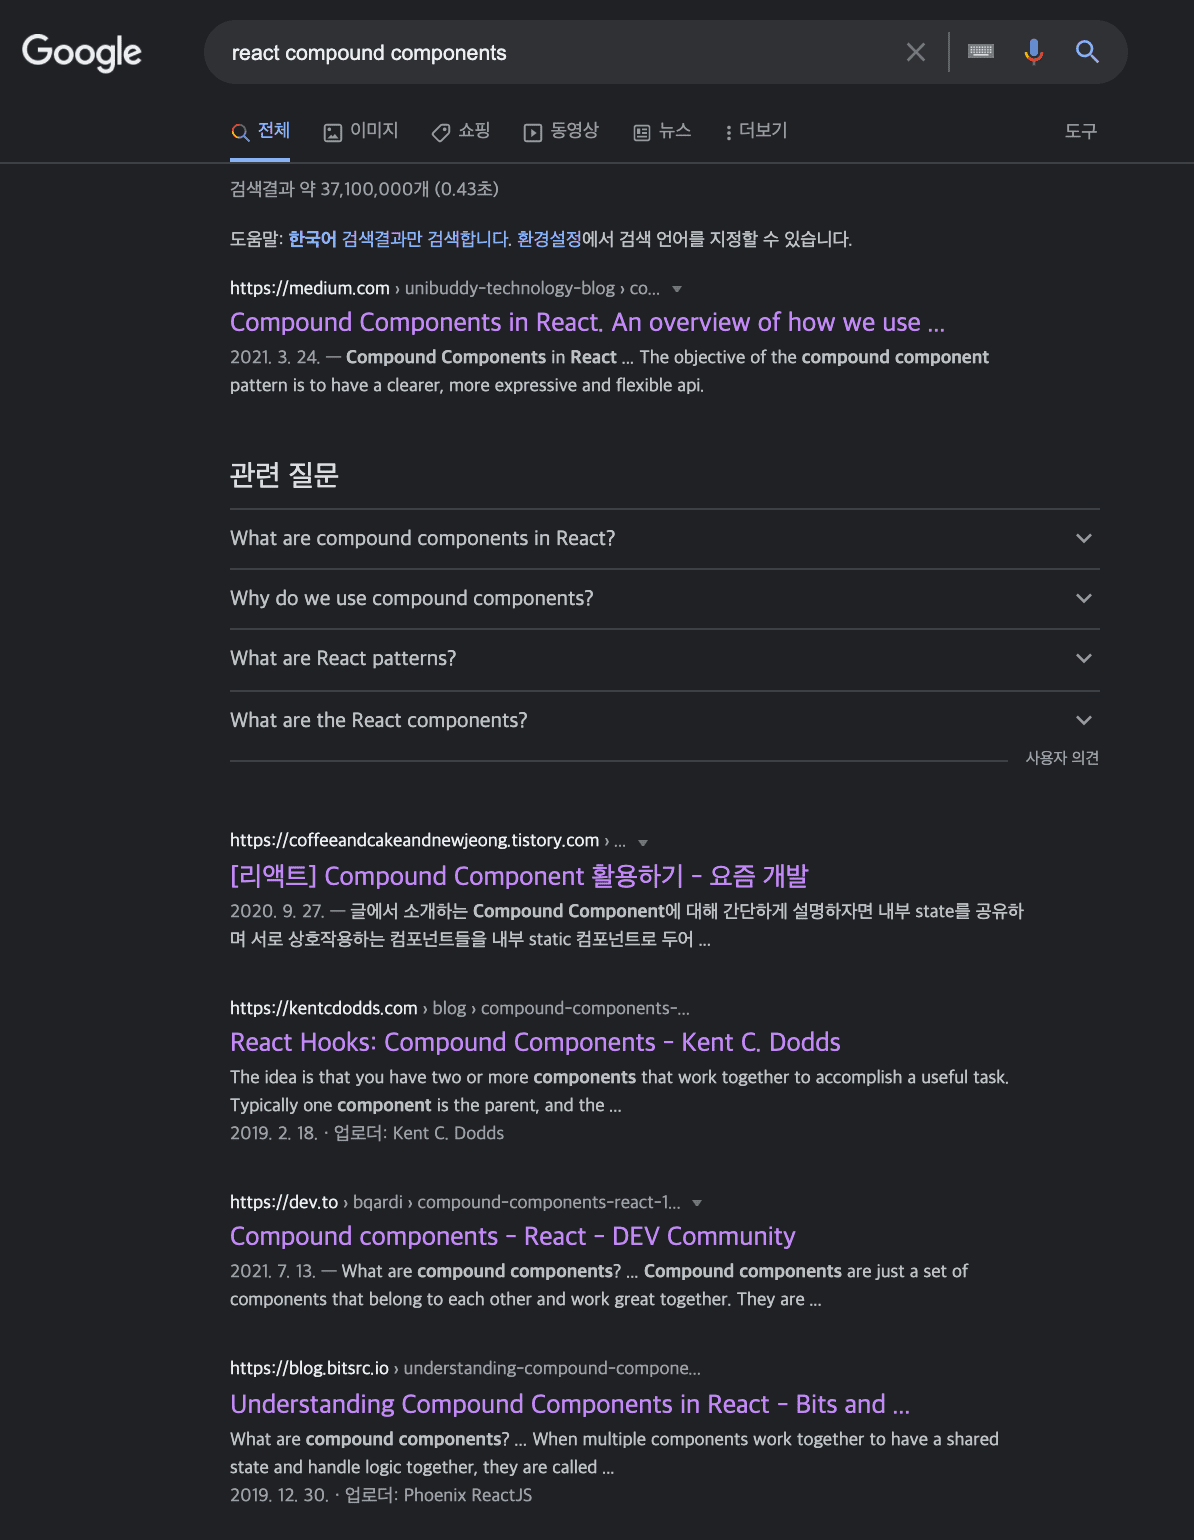 Google
react compound components
전체 이미지 쇼핑 동영상 뉴스 더보기 도구
검색결과 약 37,100,000개 (0.43초)
도움말: 한국어 검색결과만 검색합니다. 환경설정에서 검색 언어를 지정할 수 있습니다.
https://medium.com › unibuddy-technology-blog › co...
Compound Components in React. An overview of how we use ...
2021. 3. 24. — Compound Components in React ... The objective of the compound component
pattern is to have a clearer, more expressive and flexible api.
관련 질문
What are compound components in React?
Why do we use compound components?
What are React patterns?
What are the React components?
사용자 의견
https://coffeeandcakeandnewjeong.tistory.com › ...
[리액트] Compound Component 활용하기 - 요즘 개발
2020. 9. 27. — 글에서 소개하는 Compound Component에 대해 간단하게 설명하자면 내부 state를 공유하
며 서로 상호작용하는 컴포넌트들을 내부 static 컴포넌트로 두어 ...
https://kentcdodds.com › blog › compound-components-...
React Hooks: Compound Components - Kent C. Dodds
The idea is that you have two or more components that work together to accomplish a useful task.
Typically one component is the parent, and the ...
2019. 2. 18. · 업로더: Kent C. Dodds
https://dev.to › bqardi › compound-components-react-1...
Compound components - React - DEV Community
2021. 7. 13. — What are compound components? ... Compound components are just a set of
components that belong to each other and work great together. They are ...
https://blog.bitsrc.io › understanding-compound-compone...
Understanding Compound Components in React - Bits and ...
What are compound components? ... When multiple components work together to have a shared
state and handle logic together, they are called ...
2019. 12. 30. · 업로더: Phoenix ReactJS